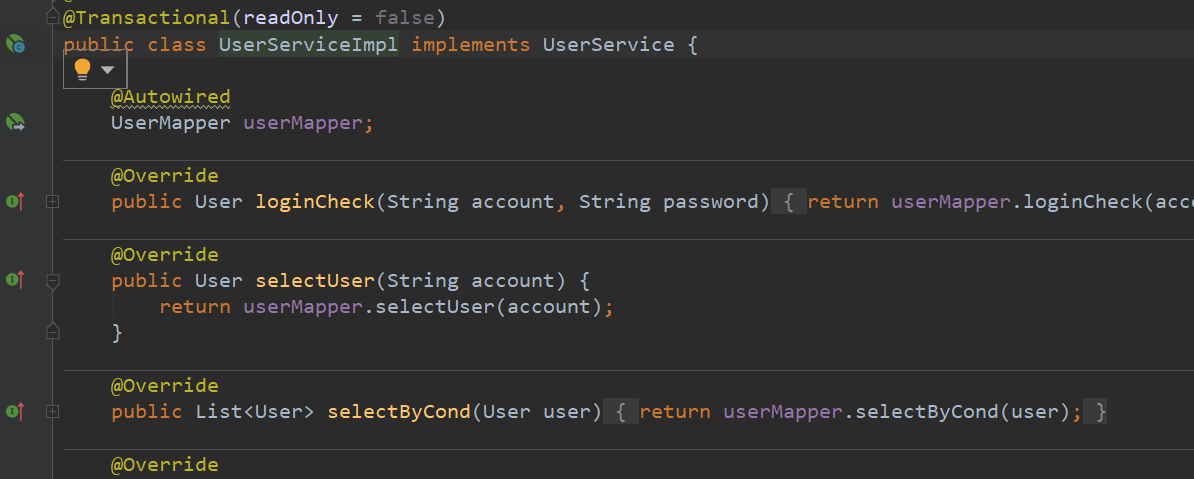 @Transactional(readOnly = false)
public class UserServiceImpl implements UserService {
@Autowired
UserMapper userMapper;
@Override
public User loginCheck(String account, String password) { return userMapper.loginCheck(acc
@Override
public User selectUser(String account) {
return userMapper.selectUser(account);
}
@Override
public List<User> selectByCond(User user) { return userMapper.selectByCond(user); }
@Override